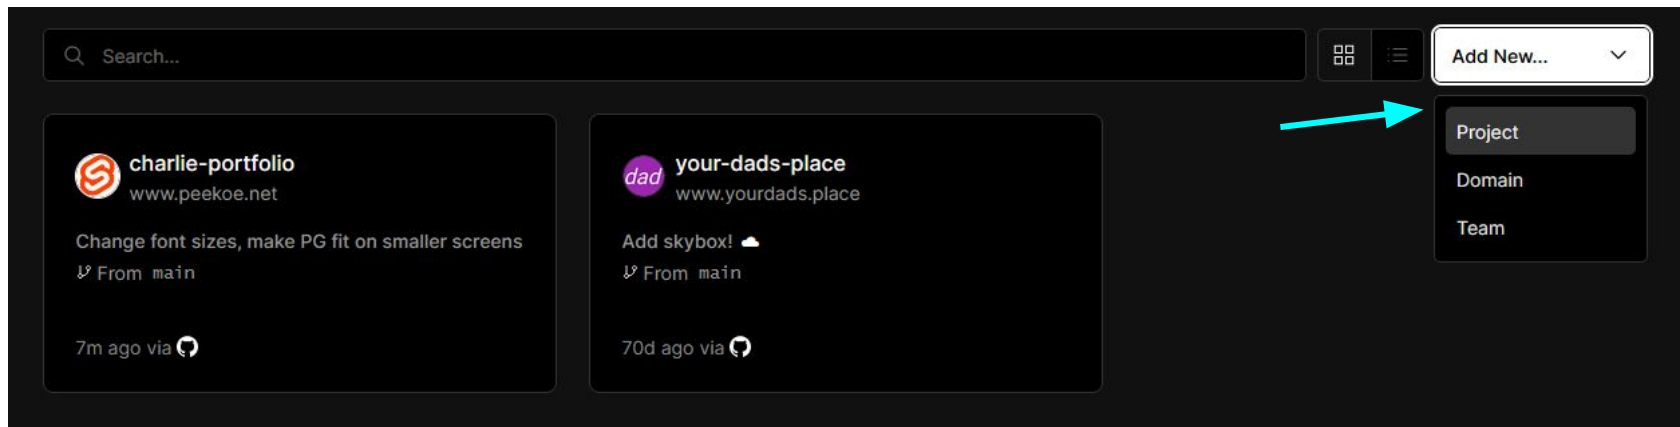 Search...
Add New...
Project
Domain
Team
charlie-portfolio
www.peekoe.net
Change font sizes, make PG fit on smaller screens
From main
7m ago via
dad
your-dads-place
www.yourdads.place
Add skybox! ☁
From main
70d ago via